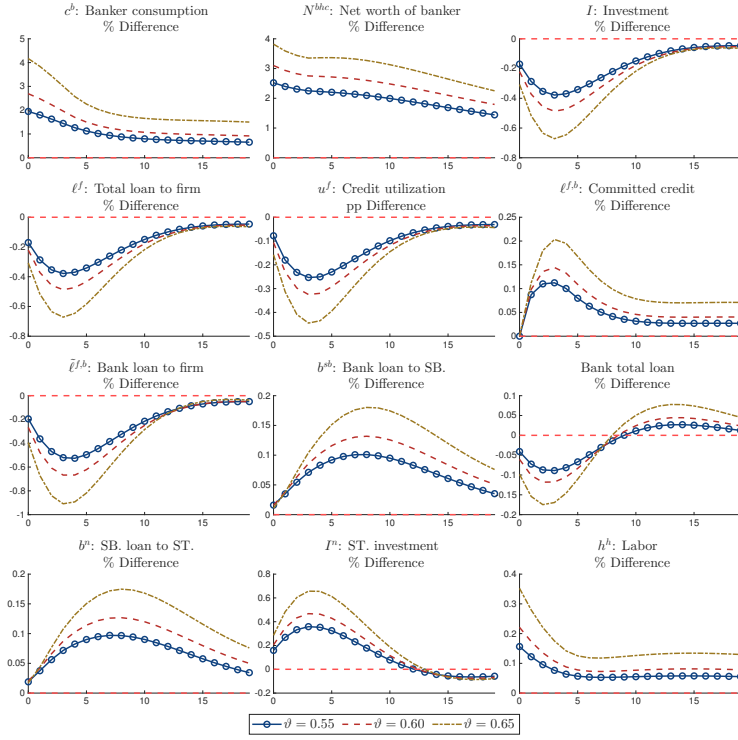 c^b: Banker consumption
% Difference
5
4
3
2
1
0
0 5 10 15
N^{bhc}: Net worth of banker
% Difference
4
3
2
1
0
0 5 10 15
I: Investment
% Difference
0
-0.2
-0.4
-0.6
-0.8
0 5 10 15
ℓ^f: Total loan to firm
% Difference
0
-0.2
-0.4
-0.6
-0.8
0 5 10 15
u^f: Credit utilization
pp Difference
0
-0.1
-0.2
-0.3
-0.4
-0.5
0 5 10 15
ℓ^{f,b}: Committed credit
% Difference
0.25
0.2
0.15
0.1
0.05
0
0 5 10 15
ℓ̃^{f,b}: Bank loan to firm
% Difference
0
-0.2
-0.4
-0.6
-0.8
-1
0 5 10 15
b^{sb}: Bank loan to SB.
% Difference
0.2
0.15
0.1
0.05
0
0 5 10 15
Bank total loan
% Difference
0.1
0.05
0
-0.05
-0.1
-0.15
-0.2
0 5 10 15
b^n: SB. loan to ST.
% Difference
0.2
0.15
0.1
0.05
0
0 5 10 15
I^n: ST. investment
% Difference
0.8
0.6
0.4
0.2
0
-0.2
0 5 10 15
h^h: Labor
% Difference
0.4
0.3
0.2
0.1
0
0 5 10 15
ϑ = 0.55 ϑ = 0.60 ϑ = 0.65